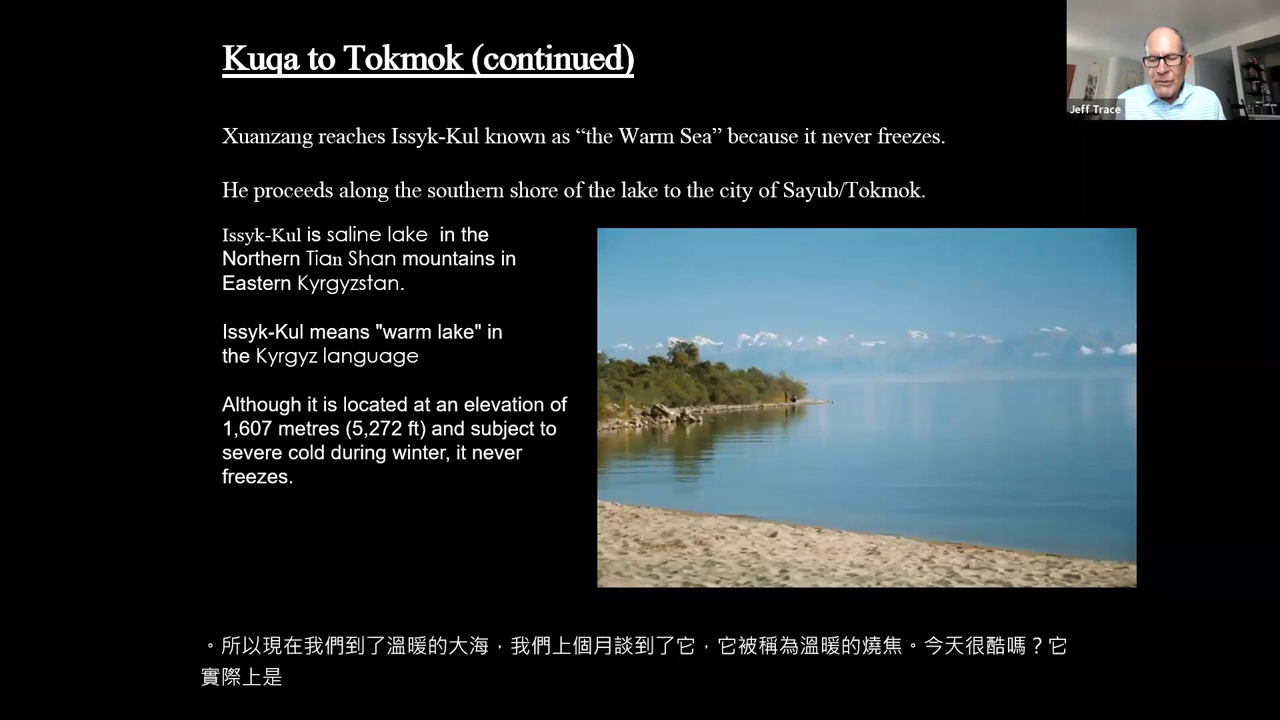 Kuqa to Tokmok (continued)
Jeff Trace
Xuanzang reaches Issyk-Kul known as “the Warm Sea” because it never freezes.
He proceeds along the southern shore of the lake to the city of Sayub/Tokmok.
Issyk-Kul is saline lake in the
Northern Tian Shan mountains in
Eastern Kyrgyzstan.
Issyk-Kul means "warm lake" in
the Kyrgyz language
Although it is located at an elevation of
1,607 metres (5,272 ft) and subject to
severe cold during winter, it never
freezes.
。所以現在我們到了溫暖的大海，我們上個月談到了它，它被稱為溫暖的燒焦。今天很酷嗎？它
實際上是